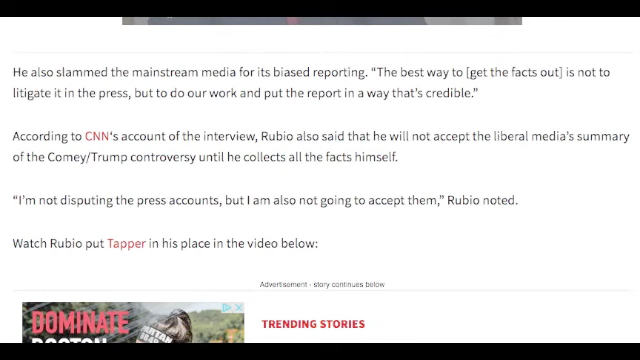 He also slammed the mainstream media for its biased reporting. “The best way to [get the facts out] is not to
litigate it in the press, but to do our work and put the report in a way that’s credible.”
According to CNN‘s account of the interview, Rubio also said that he will not accept the liberal media’s summary
of the Comey/Trump controversy until he collects all the facts himself.
“I’m not disputing the press accounts, but I am also not going to accept them,” Rubio noted.
Watch Rubio put Tapper in his place in the video below:
Advertisement - story continues below
DOMINATE
TRENDING STORIES